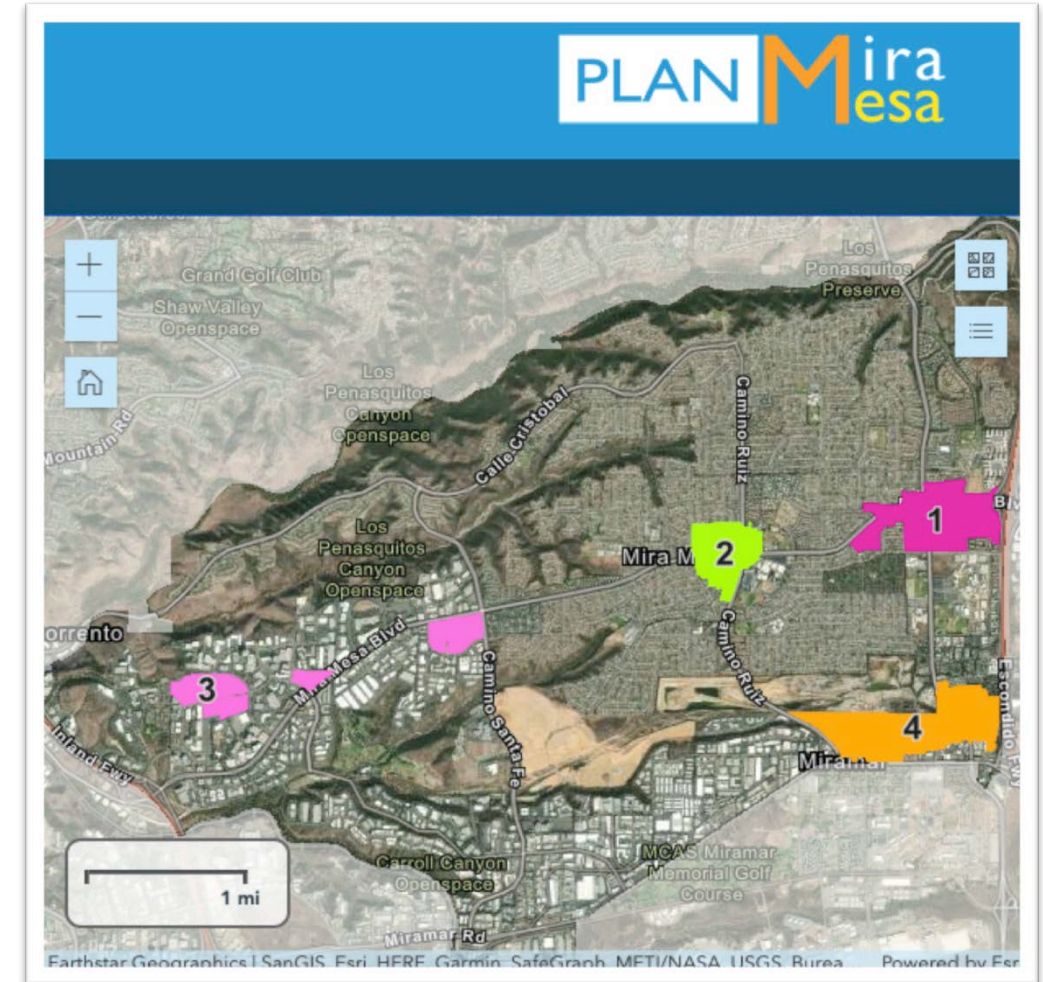 PLAN Mira Mesa
+
−
Grand Golf Club
Los
Penasquitos
Preserve
Shaw Valley
Openspace
Los
Penasquitos
Canyon
Openspace
Mountain Rd
Calle Cristobal
Camino Ruiz
1
Los
Penasquitos
Canyon
Openspace
Mira M
2
orrento
Mira Mesa Blvd
3
Camino Santa Fe
Camino Ruiz
4
Miramar
Escondido Fwy
Inland Fwy
Carroll Canyon
Openspace
MCAS Miramar
Memorial Golf
Course
1 mi
Miramar Rd
Earthstar Geographics | SanGIS, Esri, HERE, Garmin, SafeGraph, METI/NASA, USGS, Burea
Powered by Esr